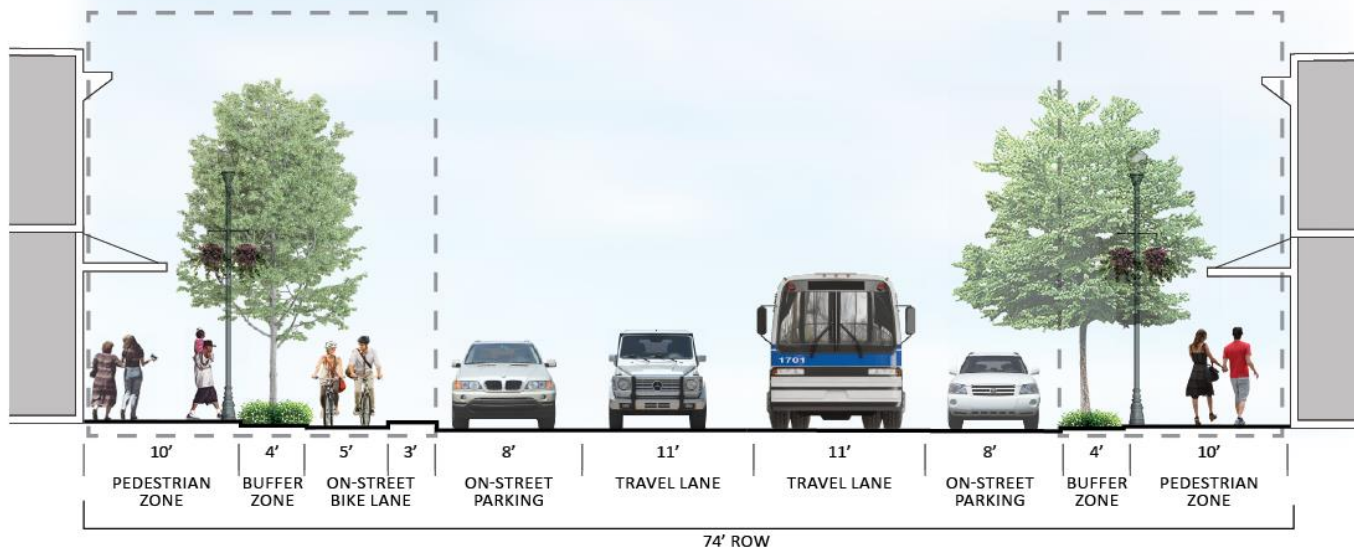 1701
10' 4' 5' 3' 8' 11' 11' 8' 4' 10'
PEDESTRIAN BUFFER ON-STREET ON-STREET TRAVEL LANE TRAVEL LANE ON-STREET BUFFER PEDESTRIAN
ZONE ZONE BIKE LANE PARKING PARKING ZONE ZONE
74' ROW